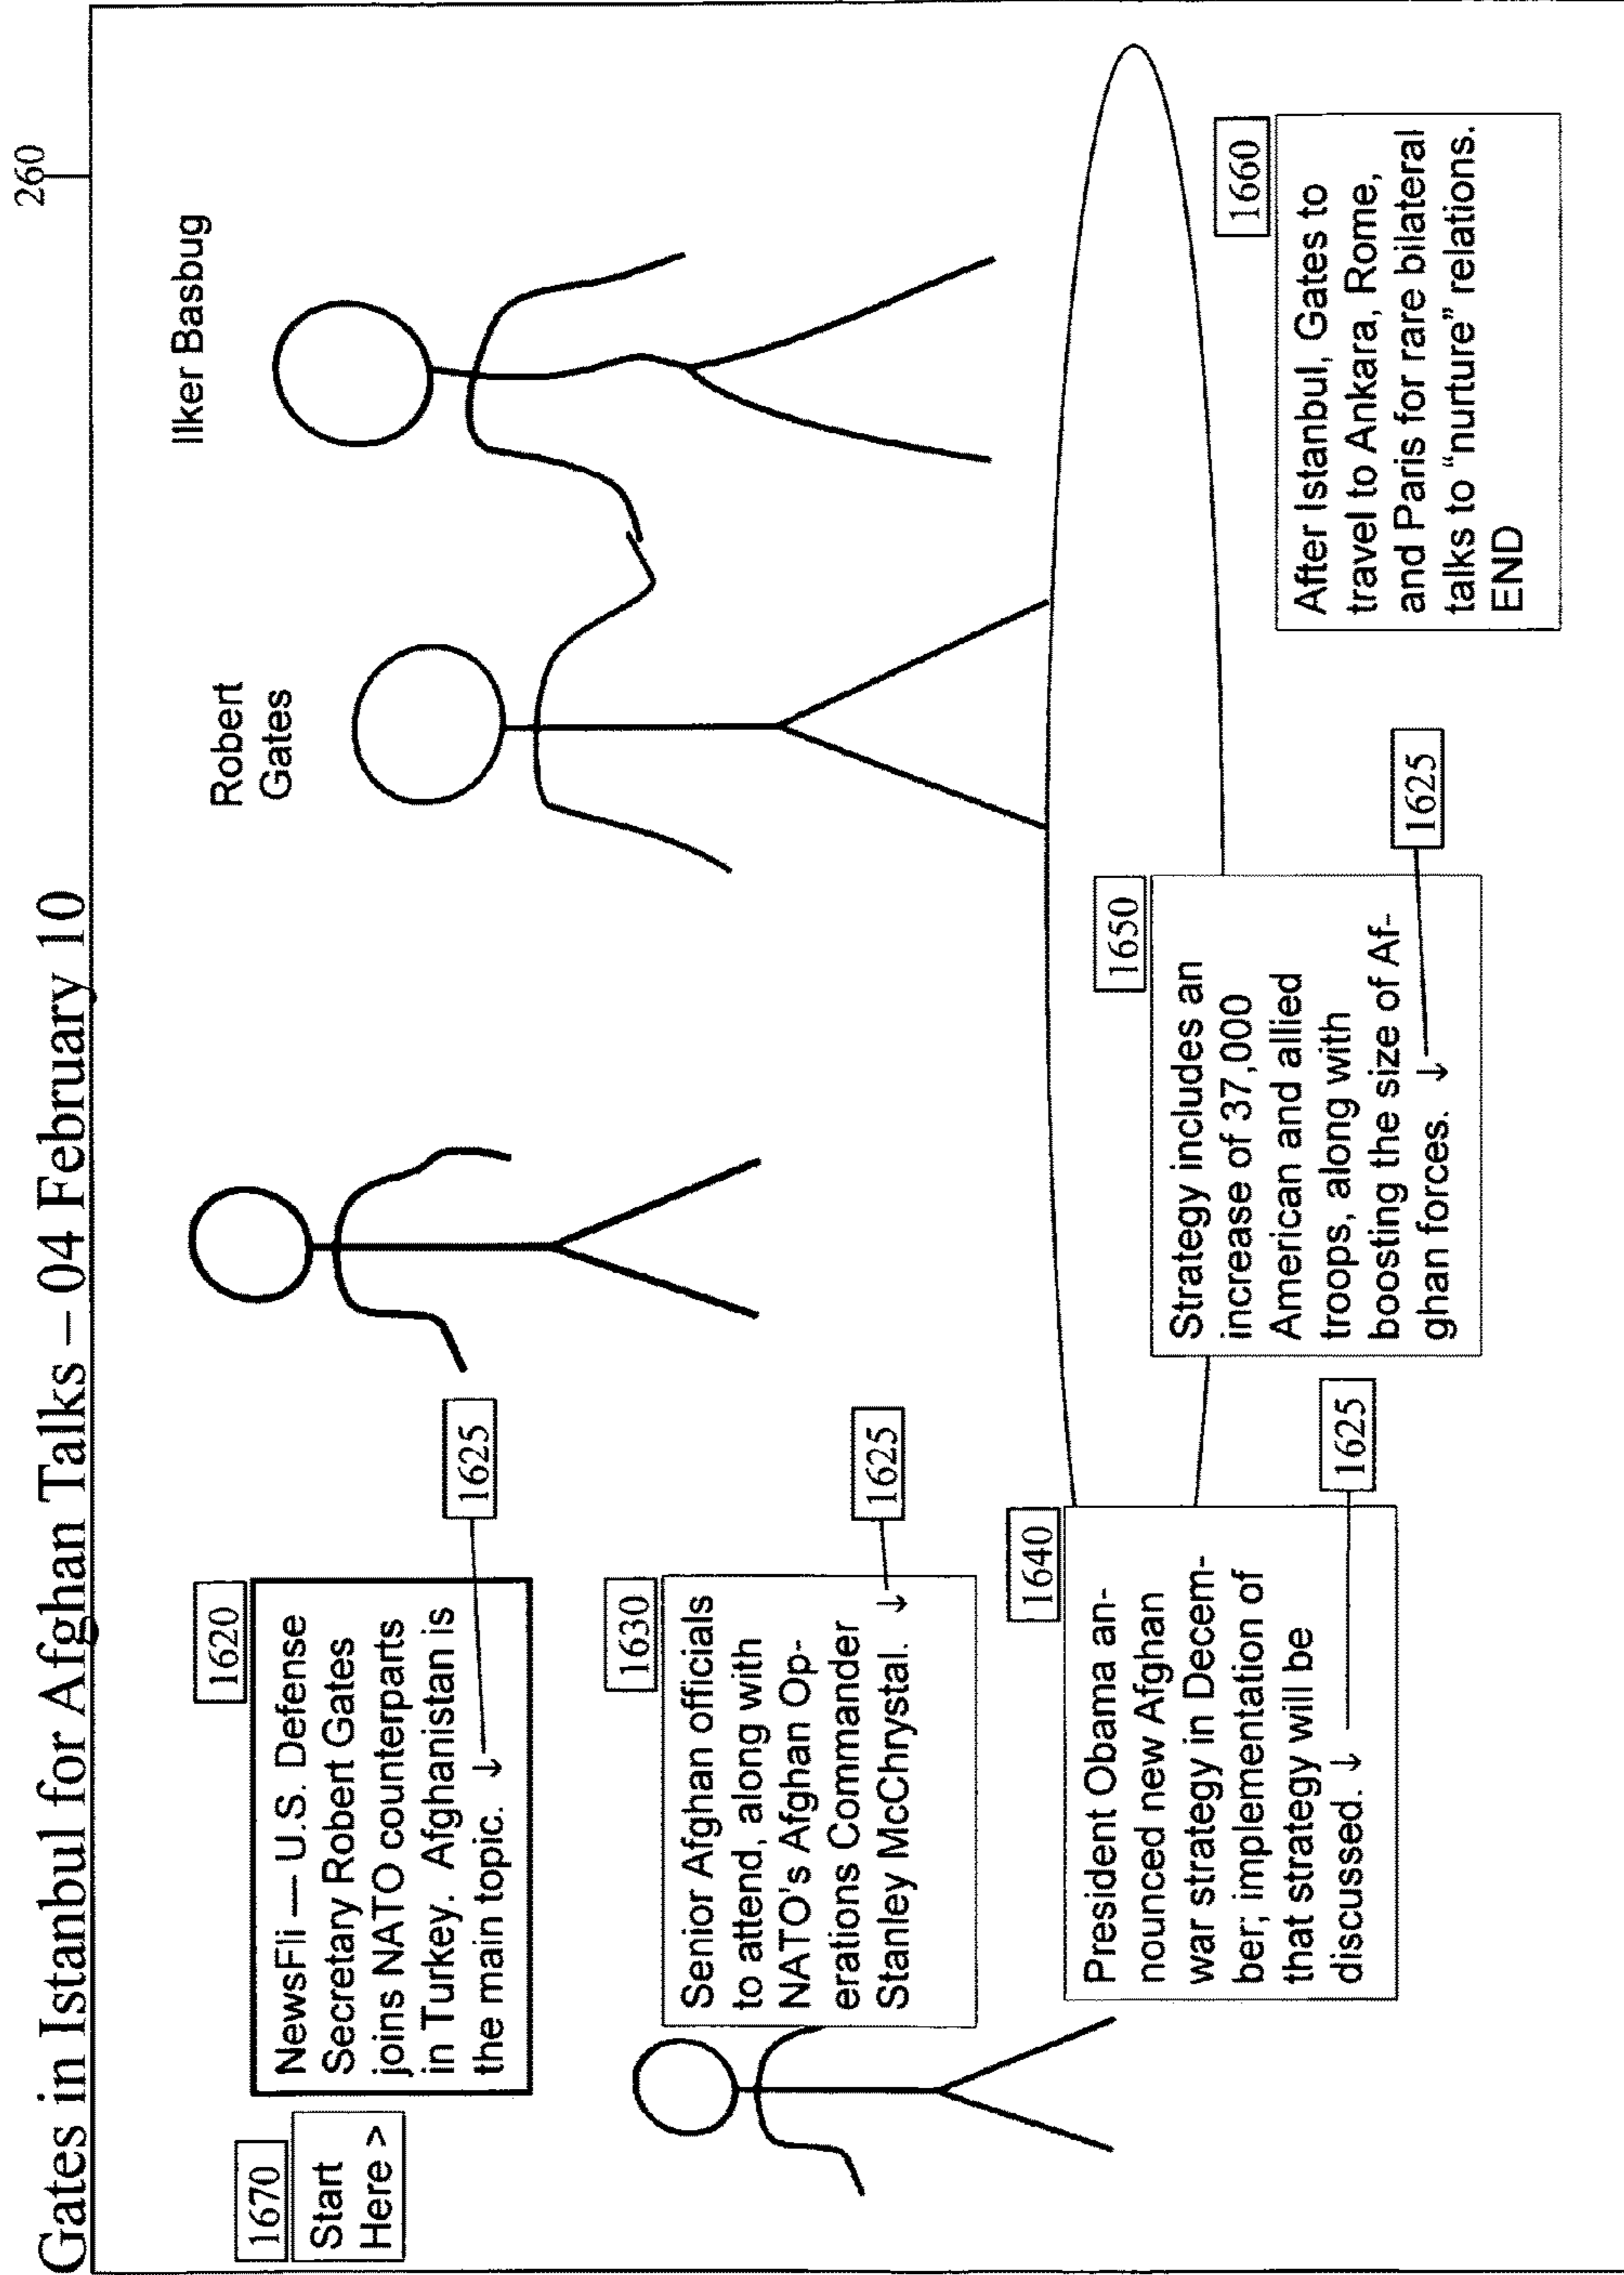 Gates in Istanbul for Afghan Talks – 04 February 10
260
1670
Start
Here >
1620
NewsFli — U.S. Defense
Secretary Robert Gates
joins NATO counterparts
in Turkey. Afghanistan is
the main topic. ↓
1625
Robert
Gates
Ilker Basbug
1630
Senior Afghan officials
to attend, along with
NATO's Afghan Op-
erations Commander
Stanley McChrystal. ↓
1625
1640
President Obama an-
nounced new Afghan
war strategy in Decem-
ber; implementation of
that strategy will be
discussed. ↓
1625
1650
Strategy includes an
increase of 37,000
American and allied
troops, along with
boosting the size of Af-
ghan forces. ↓
1625
1660
After Istanbul, Gates to
travel to Ankara, Rome,
and Paris for rare bilateral
talks to “nurture” relations.
END